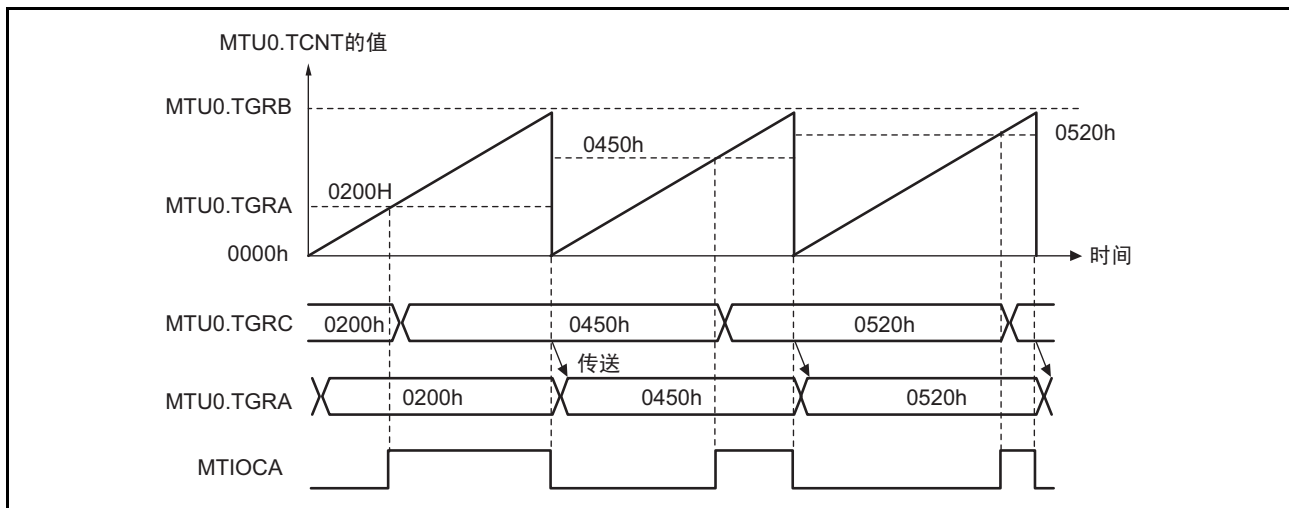 MTU0.TCNT的值
MTU0.TGRB
0520h
0450h
0200H
MTU0.TGRA
0000h
时间
MTU0.TGRC
0200h
0450h
0520h
传送
MTU0.TGRA
0200h
0450h
0520h
MTIOCA